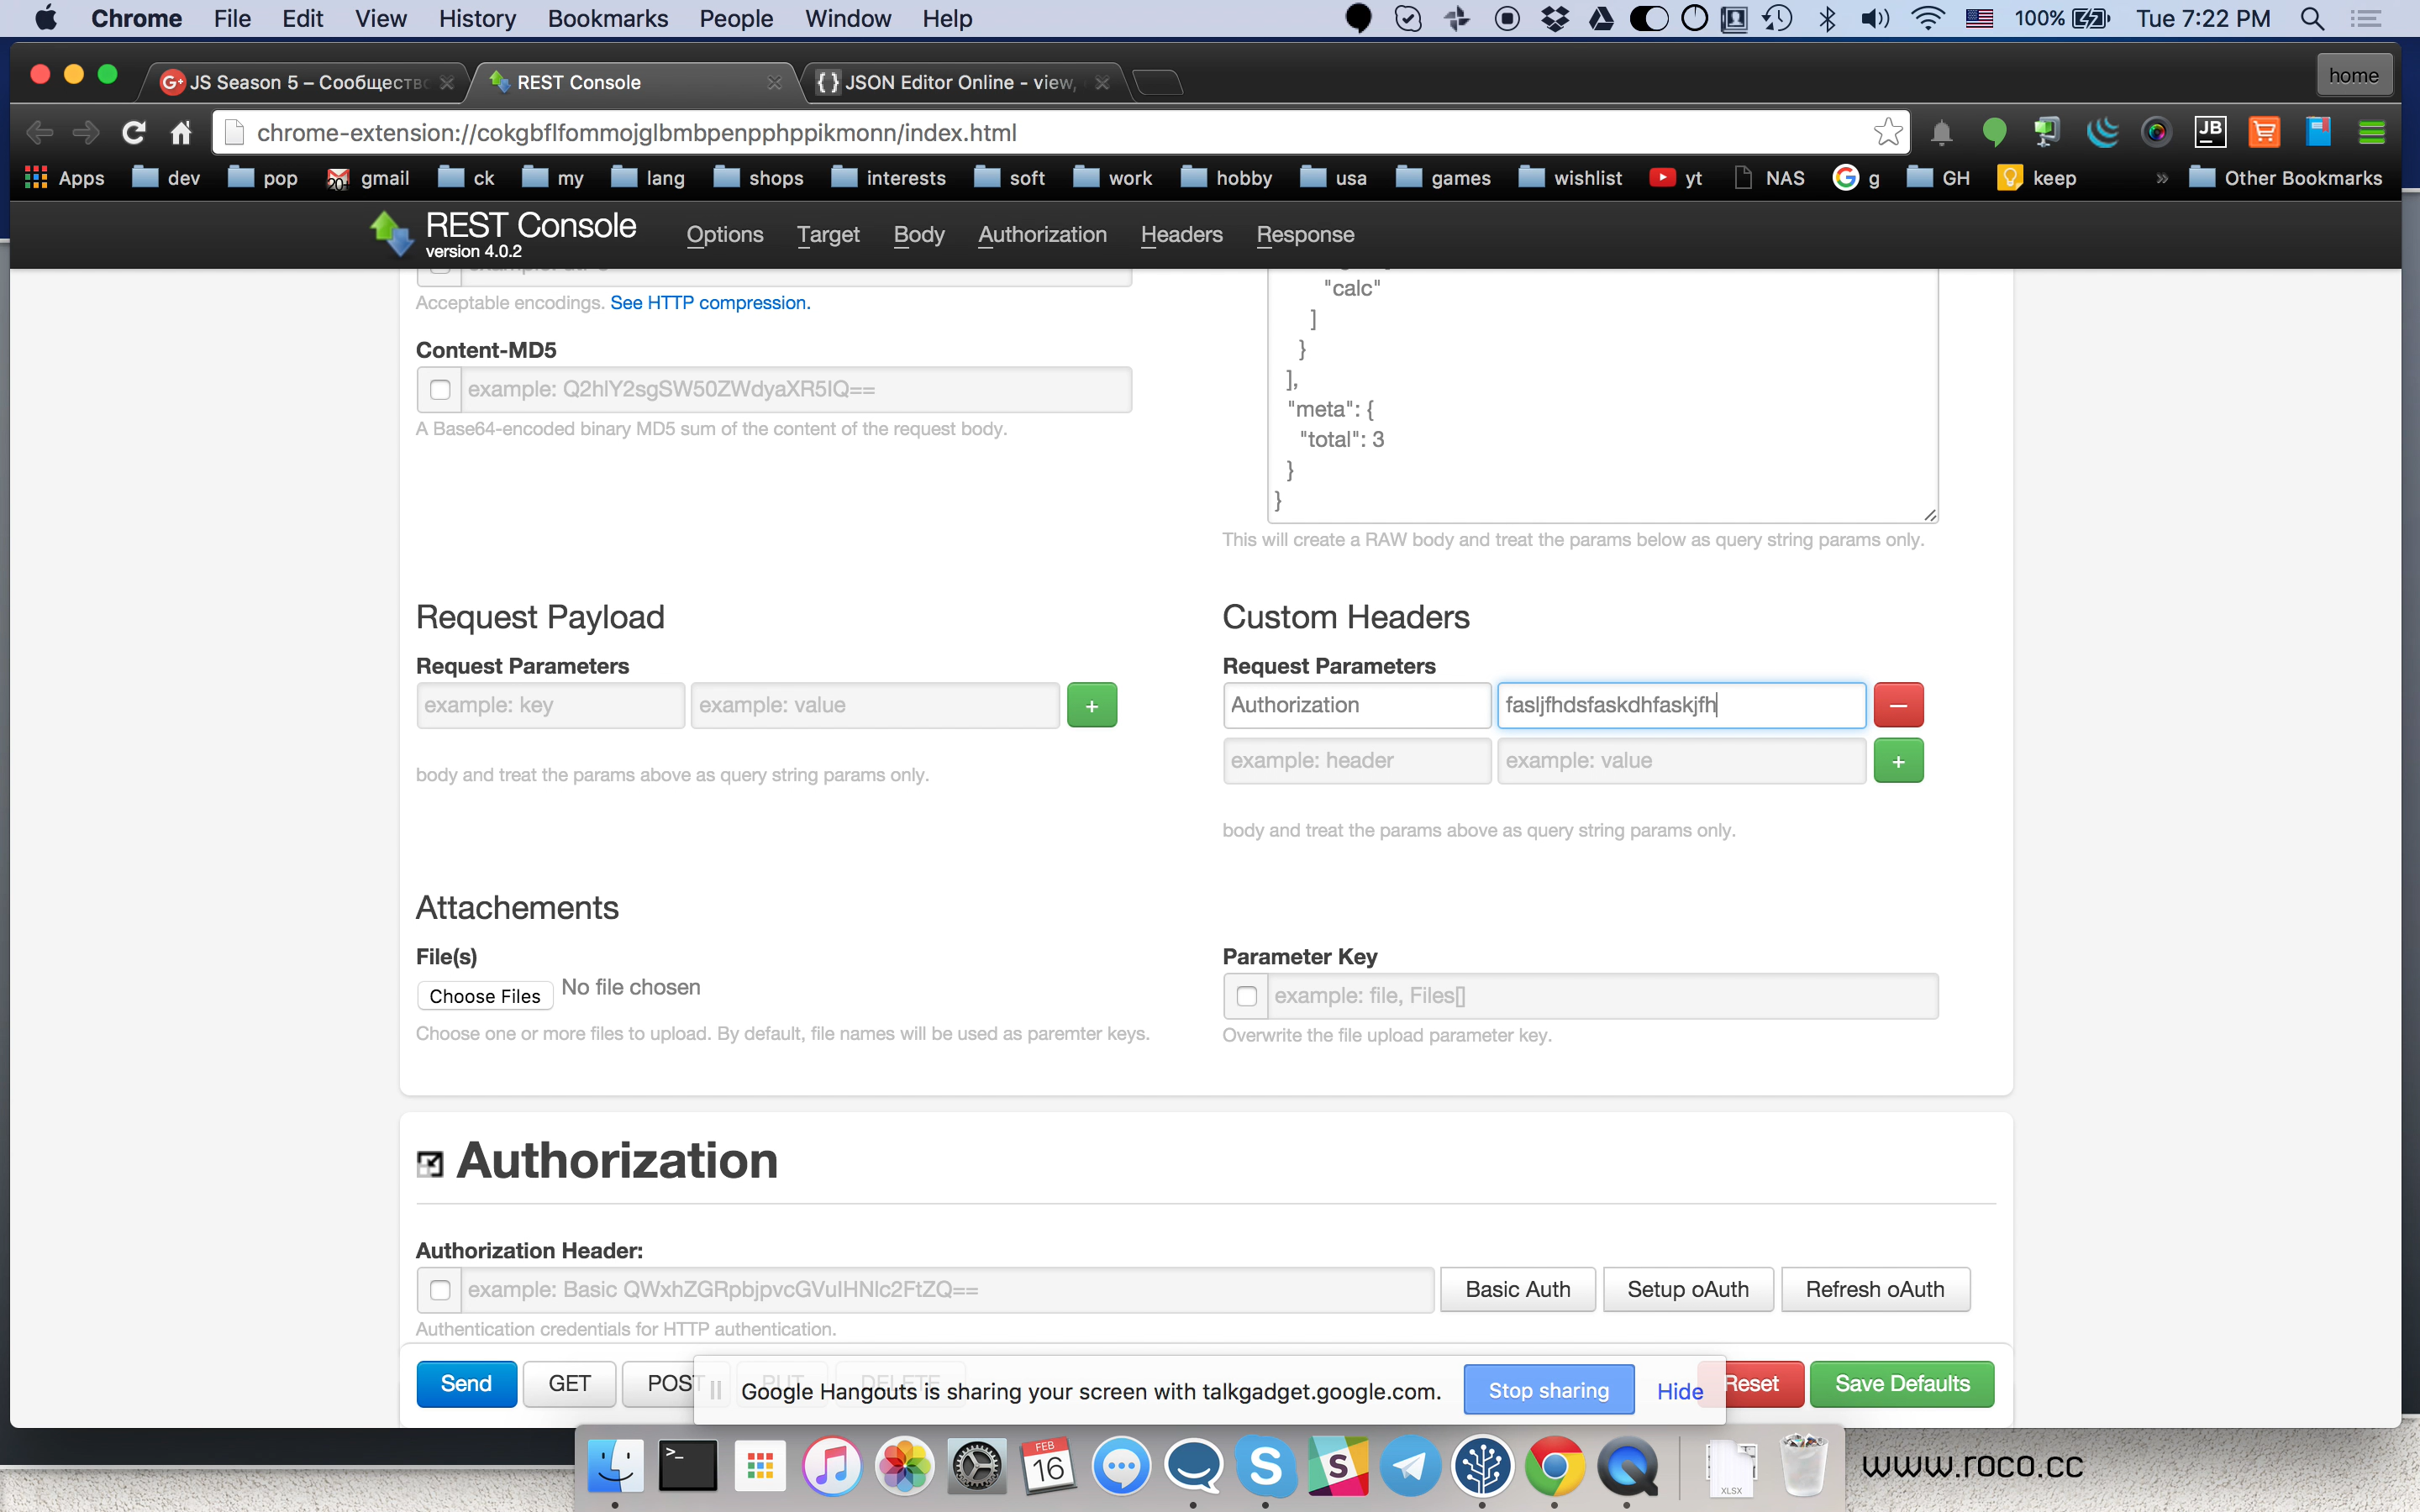 Chrome File Edit View History Bookmarks People Window Help 100% Tue 7:22 PM
JS Season 5 – Сообщество REST Console JSON Editor Online - view, home
chrome-extension://cokgbflfommojglbmbpenpphppikmonn/index.html JB
Apps dev pop gmail ck my lang shops interests soft work hobby usa games wishlist yt NAS g GH keep » Other Bookmarks
REST Console
version 4.0.2
Options Target Body Authorization Headers Response
Acceptable encodings. See HTTP compression.
Content-MD5
example: Q2hlY2sgSW50ZWdyaXR5IQ==
A Base64-encoded binary MD5 sum of the content of the request body.
"calc"
]
}
],
"meta": {
"total": 3
}
}
This will create a RAW body and treat the params below as query string params only.
Request Payload
Request Parameters
example: key example: value +
body and treat the params above as query string params only.
Custom Headers
Request Parameters
Authorization fasljfhdsfaskdhfaskjfh –
example: header example: value +
body and treat the params above as query string params only.
Attachements
File(s)
Choose Files No file chosen
Choose one or more files to upload. By default, file names will be used as paremter keys.
Parameter Key
example: file, Files[]
Overwrite the file upload parameter key.
Authorization
Authorization Header:
example: Basic QWxhZGRpbjpvcGVuIHNlc2FtZQ== Basic Auth Setup oAuth Refresh oAuth
Authentication credentials for HTTP authentication.
Send GET POST PUT DELETE Reset Save Defaults
Google Hangouts is sharing your screen with talkgadget.google.com. Stop sharing Hide
FEB
16
XLSX
www.roco.cc